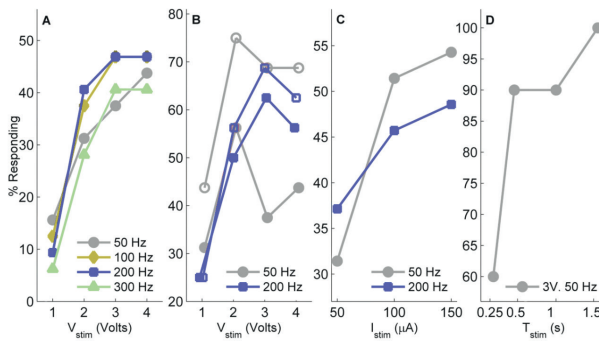 A
B
C
D
% Responding
50
40
30
20
10
0
1 2 3 4
V_stim (Volts)
50 Hz
100 Hz
200 Hz
300 Hz
80
70
60
50
40
30
20
1 2 3 4
V_stim (Volts)
50 Hz
200 Hz
55
50
45
40
35
30
50 100 150
I_stim (μA)
50 Hz
200 Hz
100
95
90
85
80
75
70
65
60
0.25 0.5 1 1.5
T_stim (s)
3V. 50 Hz